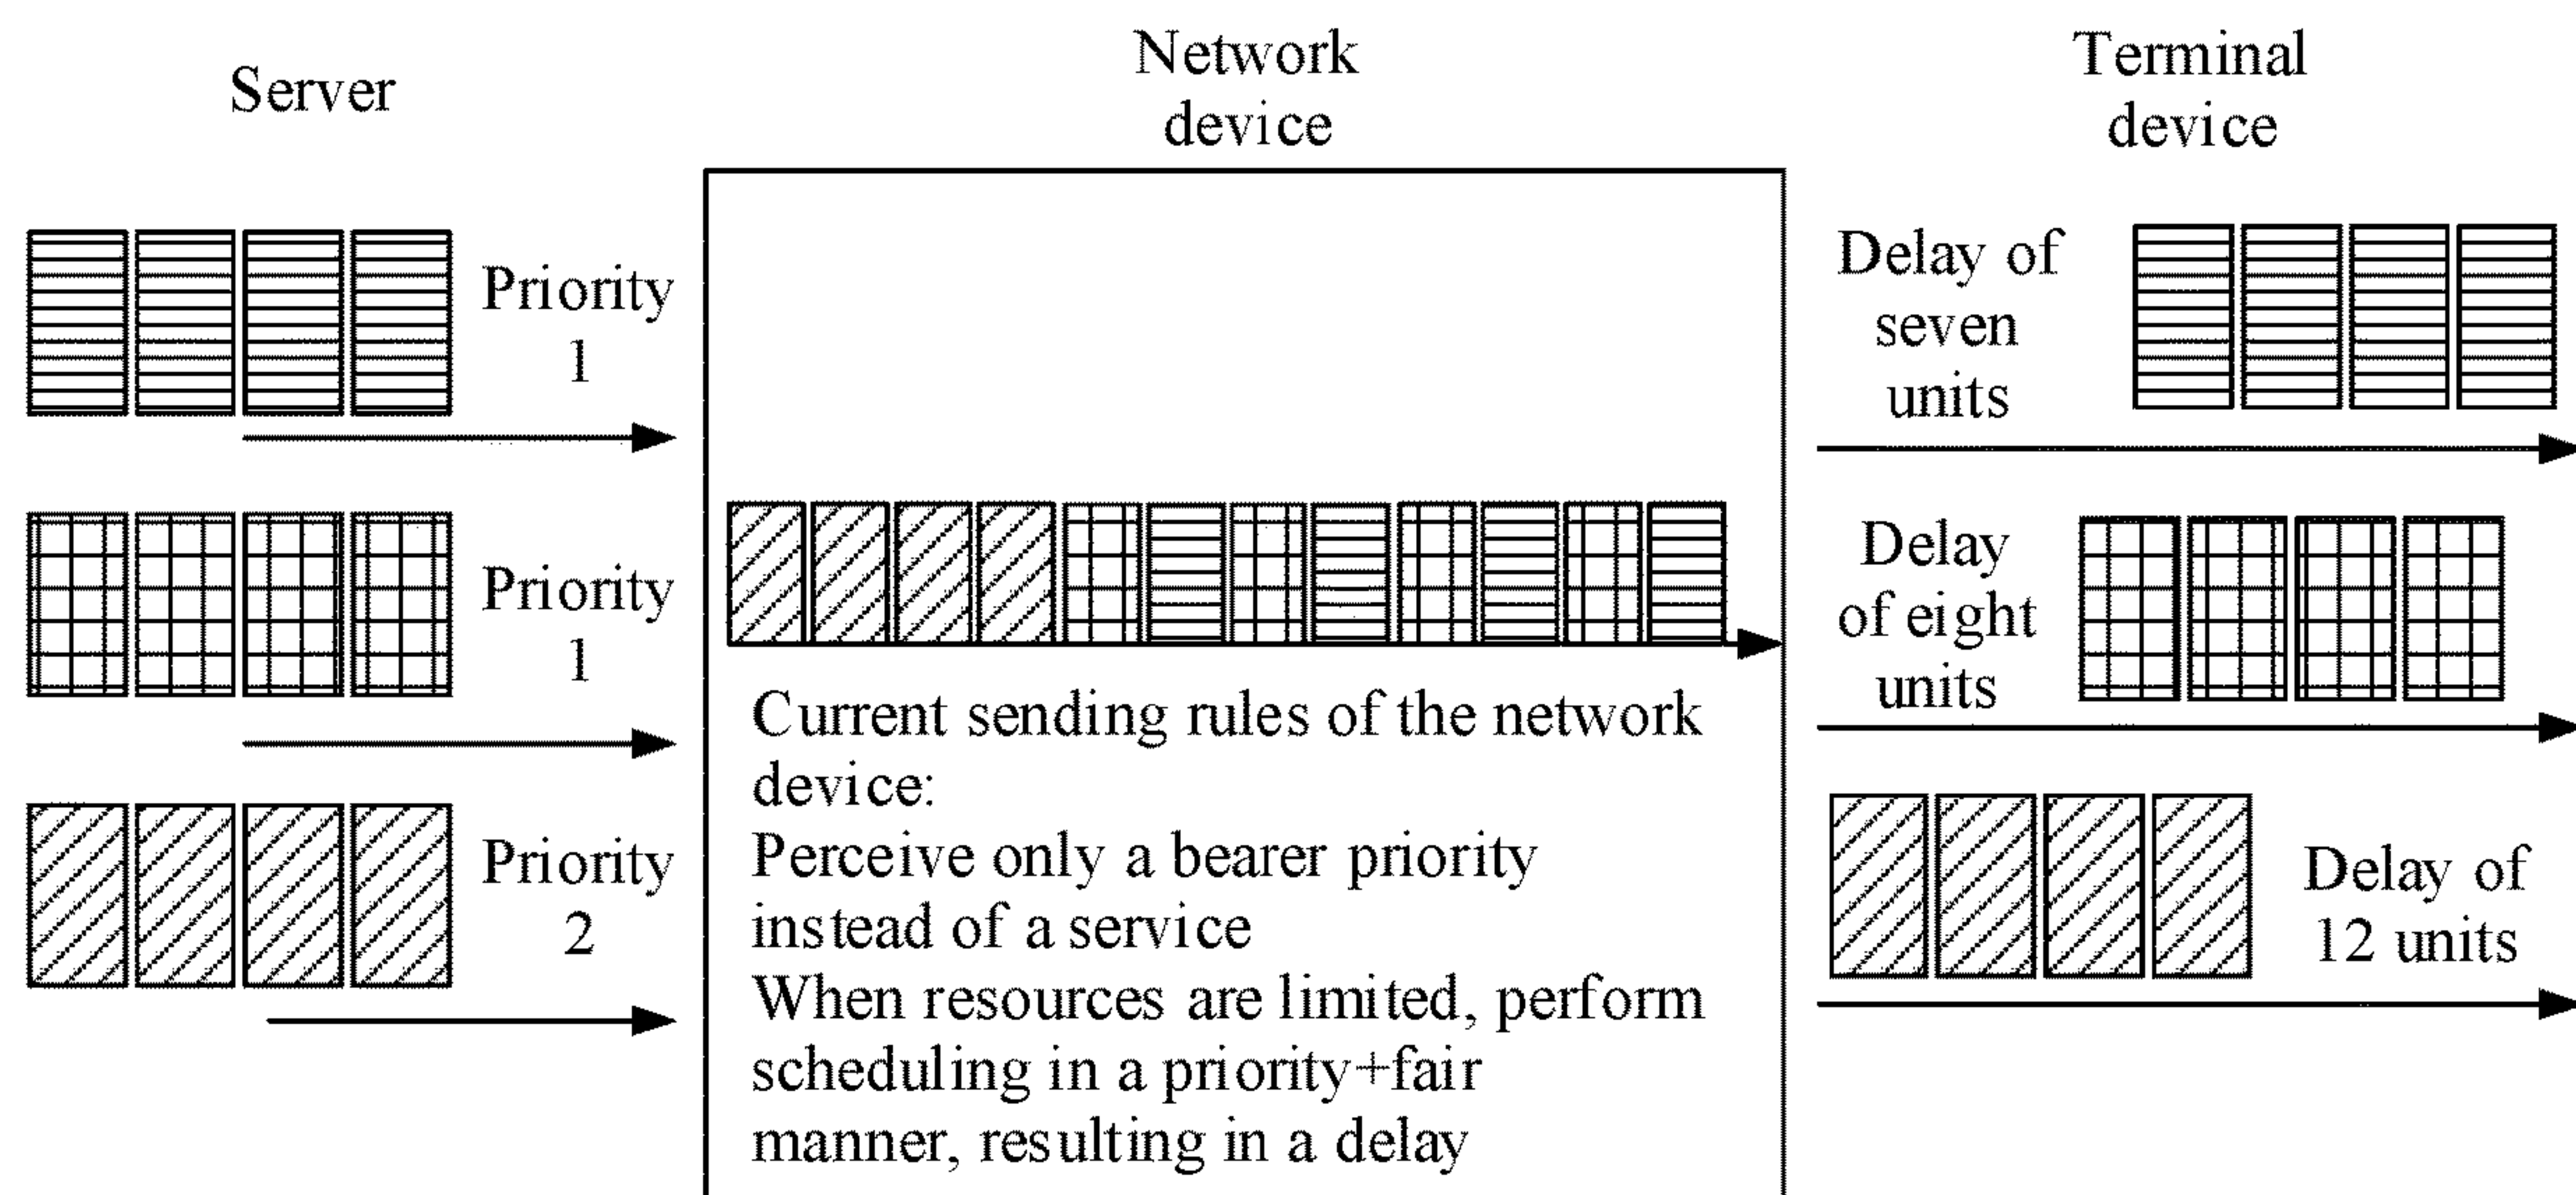 Server
Network
device
Terminal
device
Priority
1
Priority
1
Priority
2
Current sending rules of the network
device:
Perceive only a bearer priority
instead of a service
When resources are limited, perform
scheduling in a priority+fair
manner, resulting in a delay
Delay of
seven
units
Delay
of eight
units
Delay of
12 units